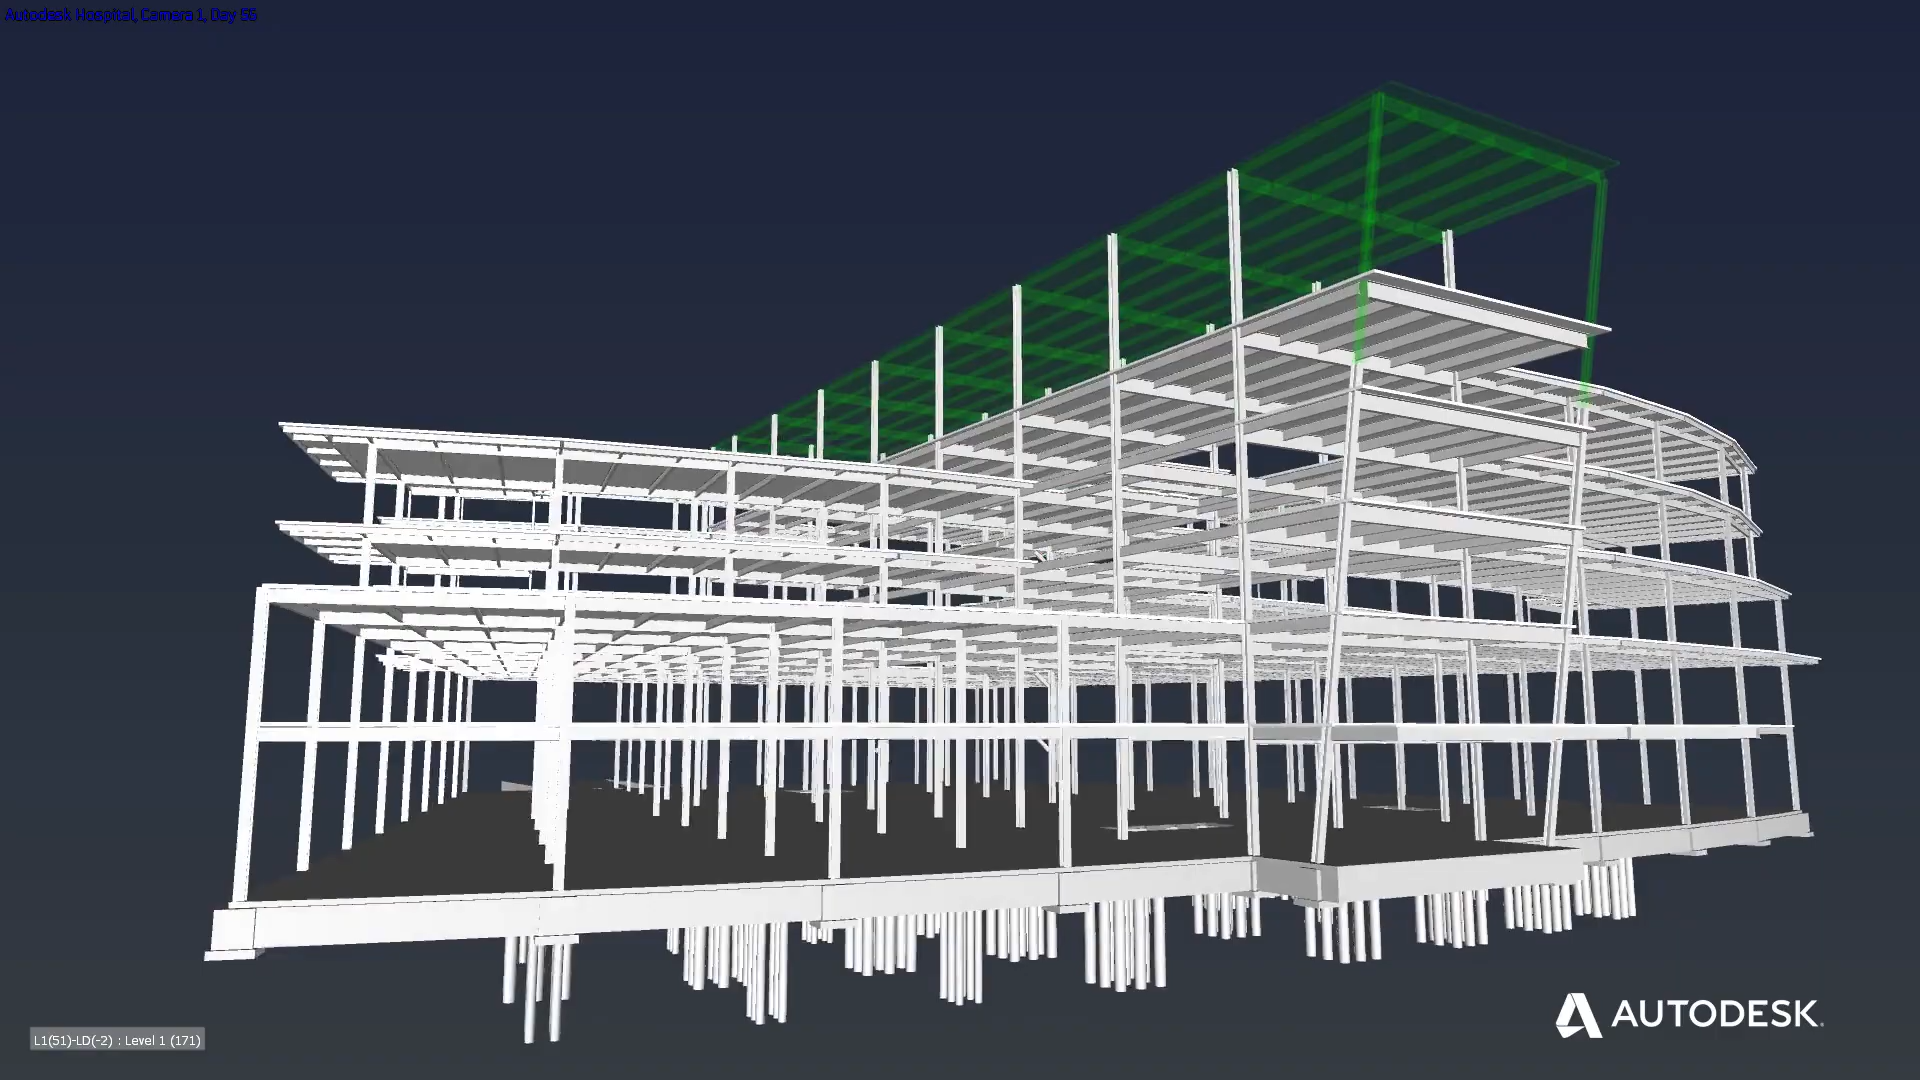 Autodesk Hospital, Camera 1, Day 56
L1(51)-LD(-2) : Level 1 (171)
AUTODESK.